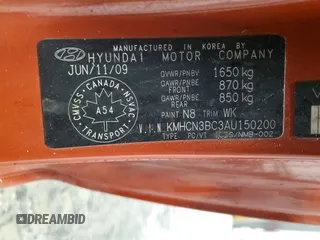 MANUFACTURED IN KOREA BY
HYUNDAI MOTOR COMPANY
JUN/11/09
GVWR/PNBV 1650 kg
GAWR/PNBE FRONT 870 kg
GAWR/PNBE REAR 850 kg
PAINT N8 TRIM WK
V.I.N KMHCN3BC3AU150200
TYPE PC/VT
CANADA
CMVSS NSVAC
A54
TRANSPORT